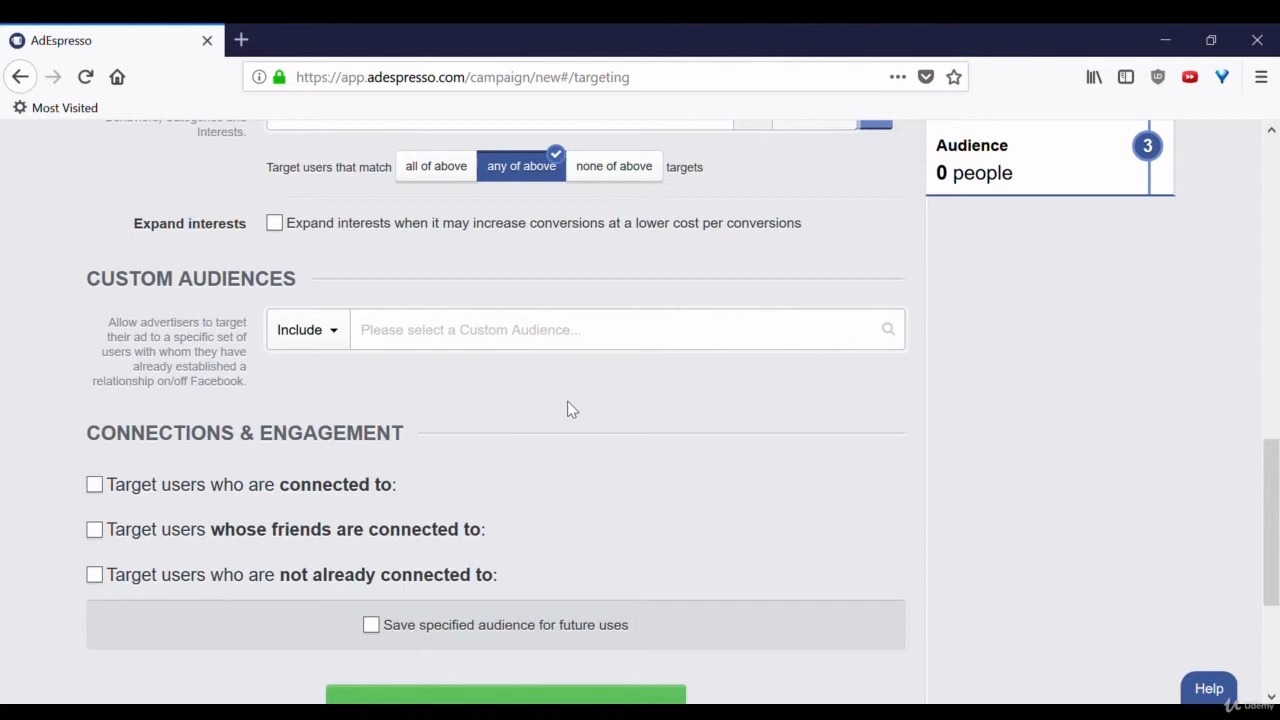 AdEspresso
https://app.adespresso.com/campaign/new#/targeting
Most Visited
Behaviors, Categories and
Interests.
Target users that match all of above any of above none of above targets
Expand interests Expand interests when it may increase conversions at a lower cost per conversions
CUSTOM AUDIENCES
Allow advertisers to target
their ad to a specific set of
users with whom they have
already established a
relationship on/off Facebook.
Include Please select a Custom Audience...
CONNECTIONS & ENGAGEMENT
Target users who are connected to:
Target users whose friends are connected to:
Target users who are not already connected to:
Save specified audience for future uses
Audience
3
0 people
Help
Udemy